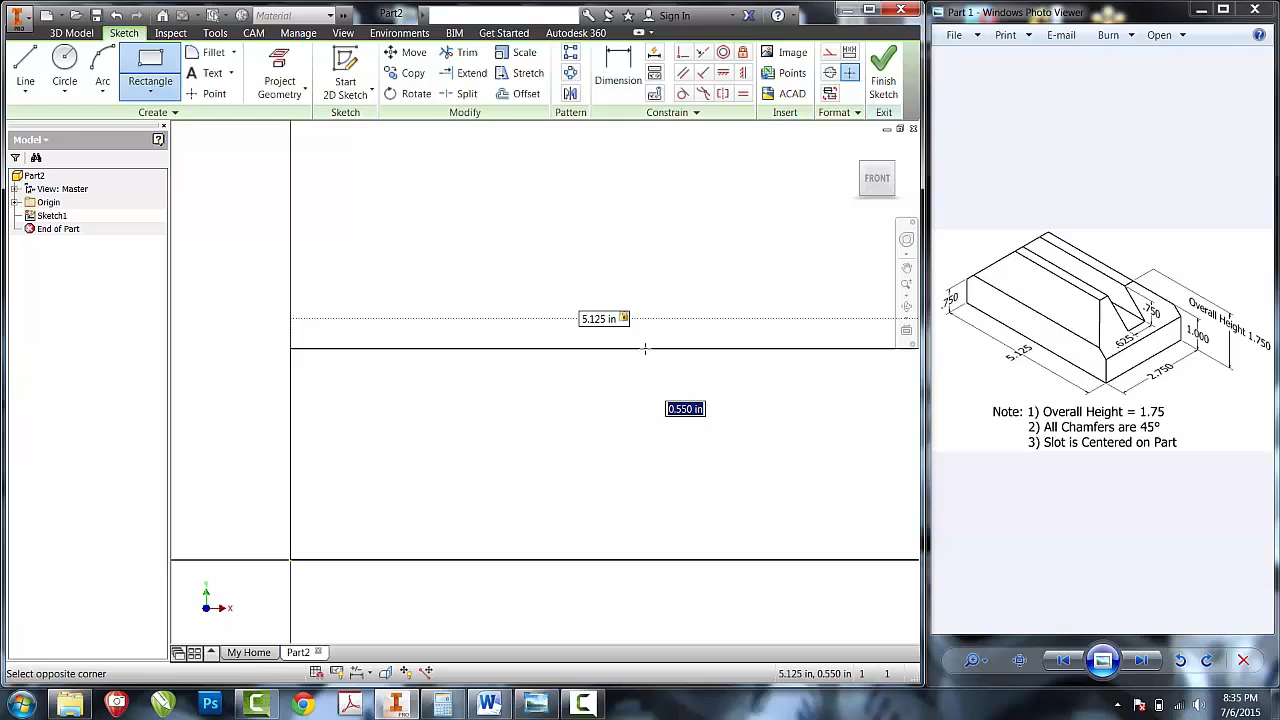 PRO
Material
Part2
Sign In
Part 1 - Windows Photo Viewer
3D Model Sketch Inspect Tools CAM Manage View Environments BIM Get Started Autodesk 360
File Print E-mail Burn Open
Line Circle Arc Rectangle Fillet Text Point
Project Geometry
Start 2D Sketch
Move Trim Scale
Copy Extend Stretch
Rotate Split Offset
Dimension
Image
Points
ACAD
Finish Sketch
Create Sketch Modify Pattern Constrain Insert Format Exit
Model
Part2
View: Master
Origin
Sketch1
End of Part
FRONT
5.125 in
0.550 in
Y
X
.750
5.125
.625
.750
2.750
1.000
Overall Height 1.750
Note: 1) Overall Height = 1.75
2) All Chamfers are 45°
3) Slot is Centered on Part
My Home Part2
Select opposite corner
5.125 in, 0.550 in 1 1
8:35 PM
7/6/2015